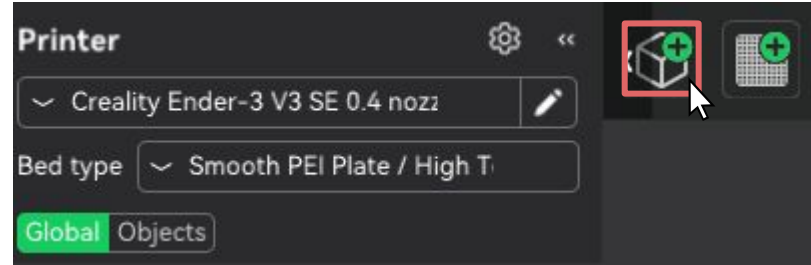 Printer
Creality Ender-3 V3 SE 0.4 nozz
Bed type
Smooth PEI Plate / High T
Global
Objects